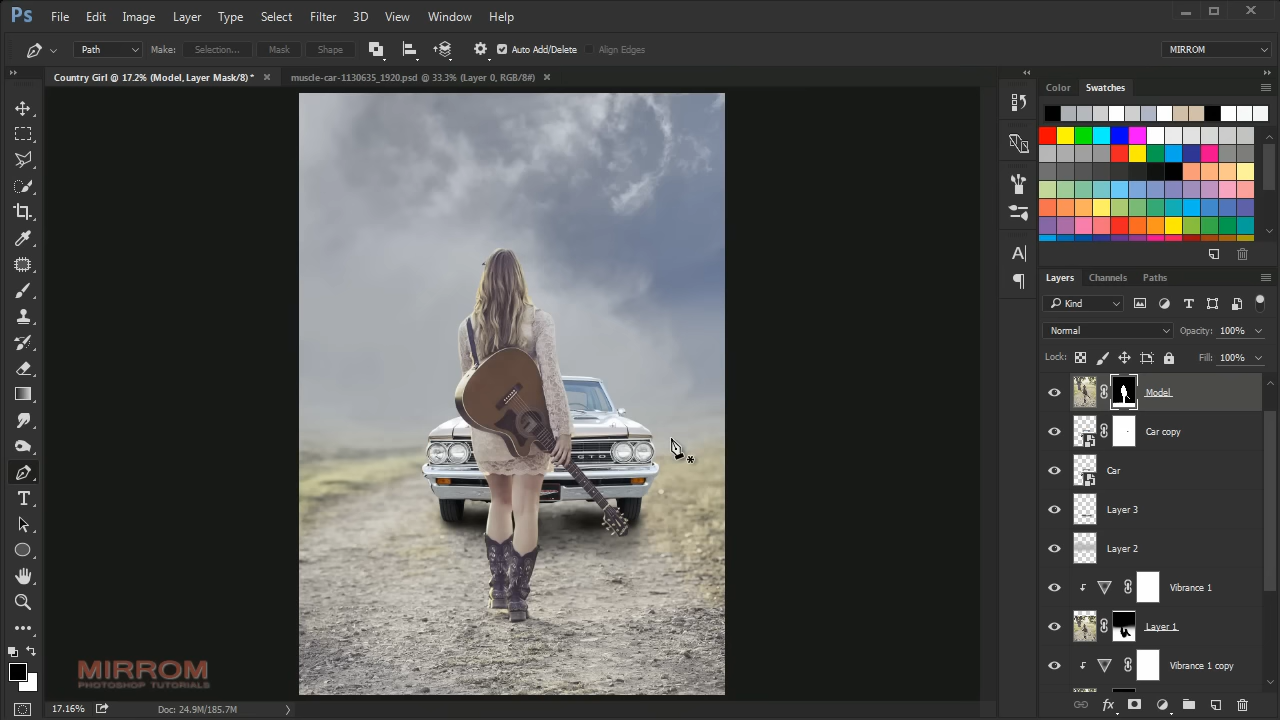 Ps File Edit Image Layer Type Select Filter 3D View Window Help
Path Make: Selection... Mask Shape Auto Add/Delete Align Edges MIRROM
Country Girl @ 17.2% (Model, Layer Mask/8) * × muscle-car-1130635_1920.psd @ 33.3% (Layer 0, RGB/8#) ×
Color Swatches
Layers Channels Paths
Kind
Normal Opacity: 100%
Lock: Fill: 100%
Model
Car copy
Car
Layer 3
Layer 2
Vibrance 1
Layer 1
Vibrance 1 copy
GTO
MIRROM
PHOTOSHOP TUTORIALS
17.16% Doc: 24.9M/185.7M